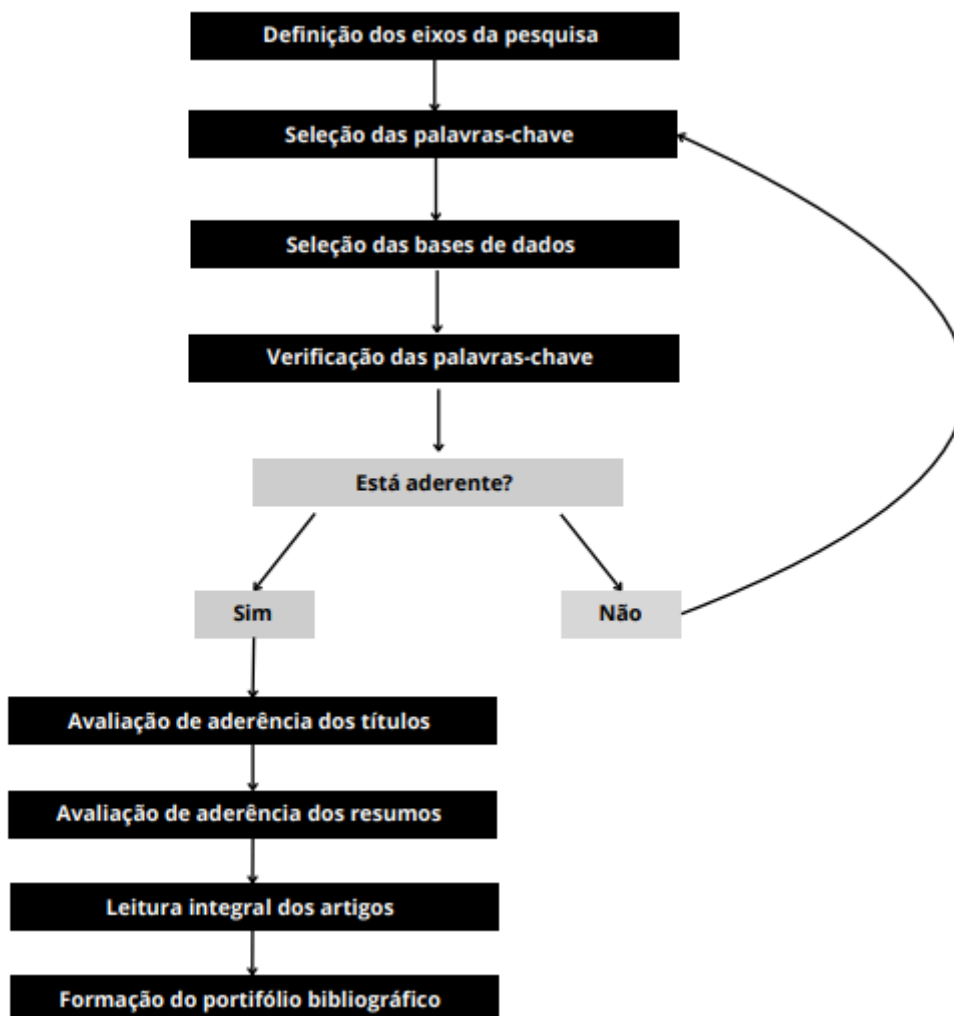 Definição dos eixos da pesquisa
Seleção das palavras-chave
Seleção das bases de dados
Verificação das palavras-chave
Está aderente?
Sim
Não
Avaliação de aderência dos títulos
Avaliação de aderência dos resumos
Leitura integral dos artigos
Formação do portifólio bibliográfico